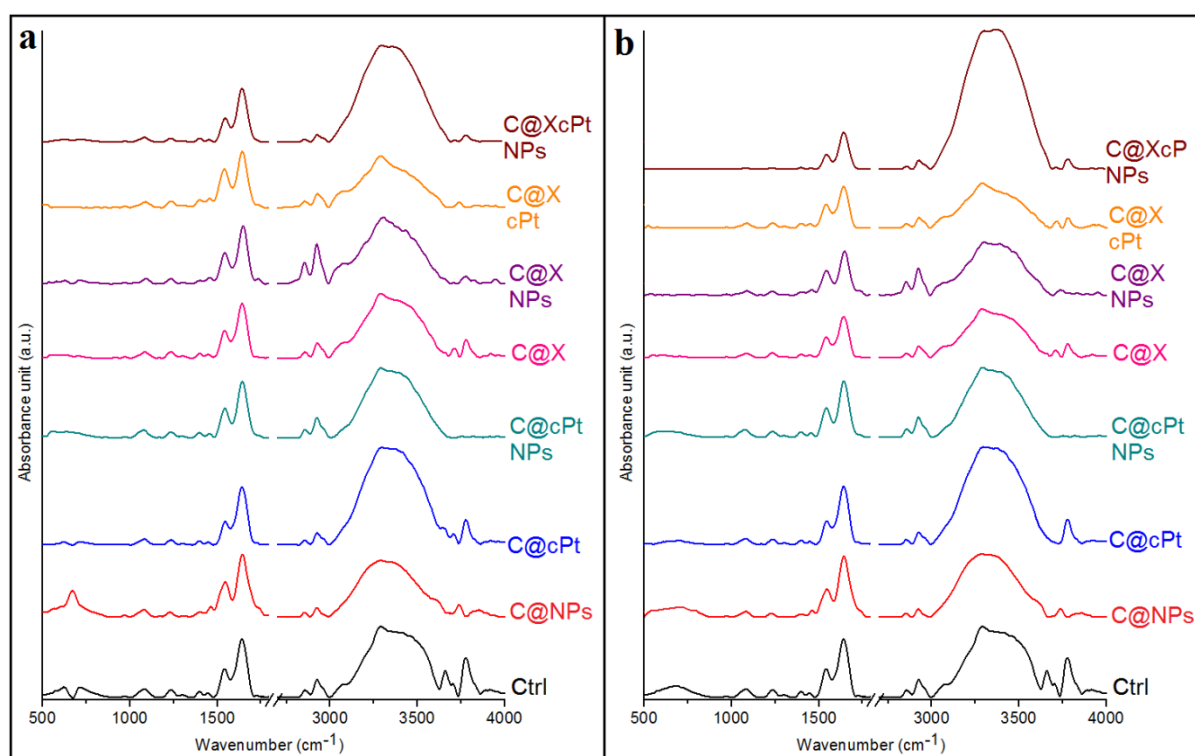 a
C@XcPt
NPs
C@X
cPt
C@X
NPs
C@X
C@cPt
NPs
C@cPt
C@NPs
Ctrl
Absorbance unit (a.u.)
500 1000 1500 3000 3500 4000
Wavenumber (cm⁻¹)
b
C@XcP
NPs
C@X
cPt
C@X
NPs
C@X
C@cPt
NPs
C@cPt
C@NPs
Ctrl
Absorbance unit (a.u.)
500 1000 1500 3000 3500 4000
Wavenumber (cm⁻¹)